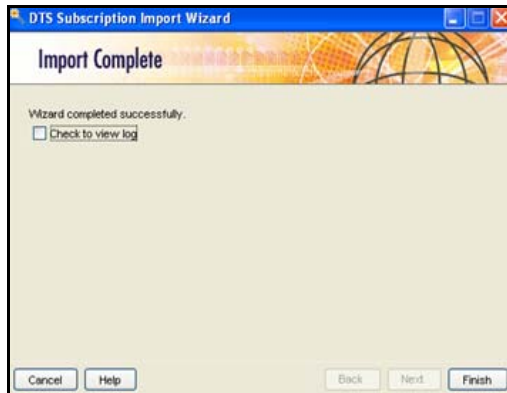 DTS Subscription Import Wizard
Import Complete
Wizard completed successfully.
Check to view log
Cancel Help Back Next Finish